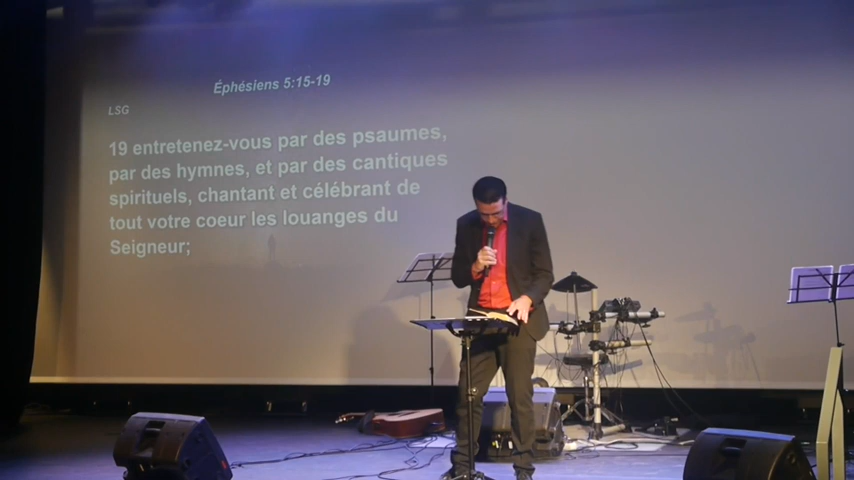 Éphésiens 5:15-19
LSG
19 entretenez-vous par des psaumes,
par des hymnes, et par des cantiques
spirituels, chantant et célébrant de
tout votre coeur les louanges du
Seigneur;